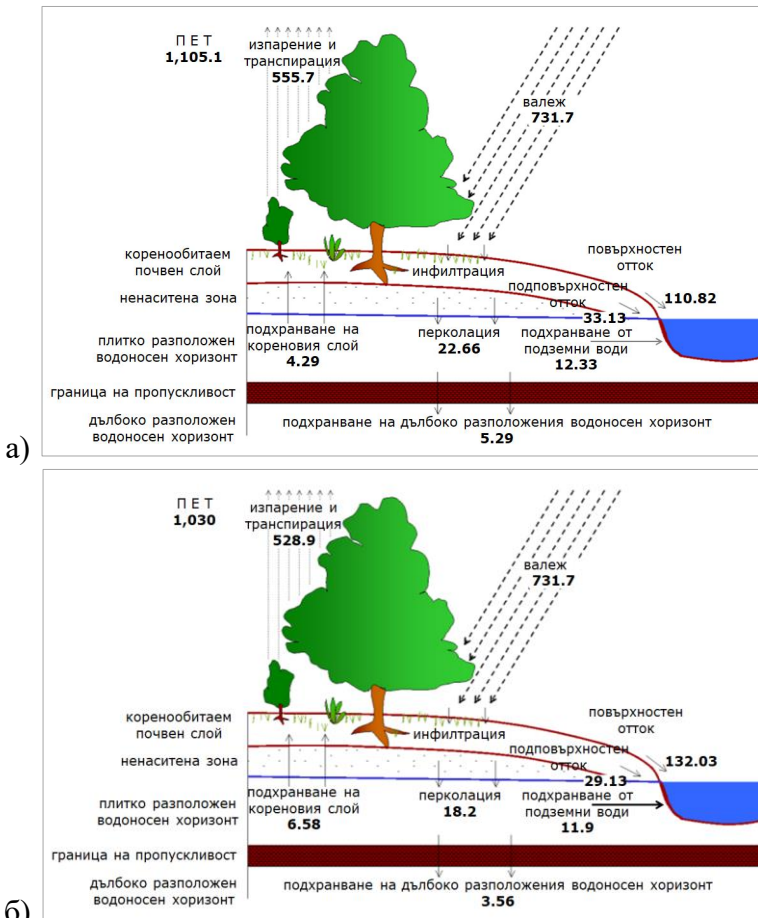 П Е Т
1,105.1
изпарение и
транспирация
555.7
валеж
731.7
коренообитаем
почвен слой
инфилтрация
повърхностен
отток
110.82
ненаситена зона
подповърхностен
отток
33.13
плитко разположен
водоносен хоризонт
подхранване на
кореновия слой
4.29
перколация
22.66
подхранване от
подземни води
12.33
граница на пропускливост
дълбоко разположен
водоносен хоризонт
подхранване на дълбоко разположения водоносен хоризонт
5.29
а)
П Е Т
1,030
изпарение и
транспирация
528.9
валеж
731.7
коренообитаем
почвен слой
инфилтрация
повърхностен
отток
132.03
ненаситена зона
подповърхностен
отток
29.13
плитко разположен
водоносен хоризонт
подхранване на
кореновия слой
6.58
перколация
18.2
подхранване от
подземни води
11.9
граница на пропускливост
дълбоко разположен
водоносен хоризонт
подхранване на дълбоко разположения водоносен хоризонт
3.56
б)